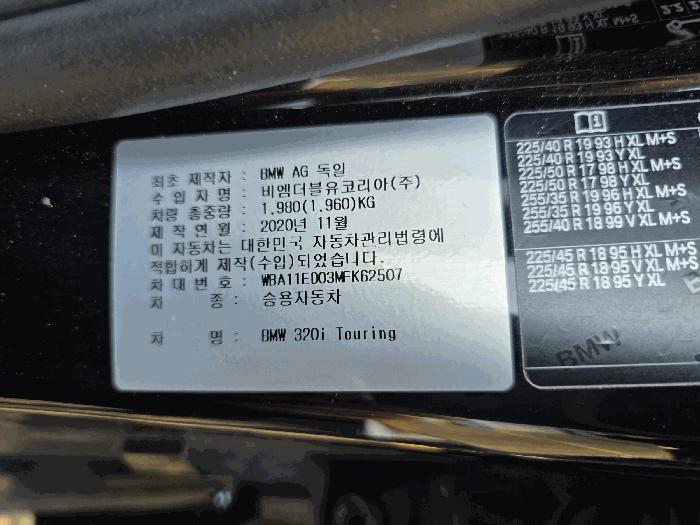 최초 제작자 : BMW AG 독일
수 입 자 명 : 비엠더블유코리아(주)
차량 총중량 : 1,980(1,960)KG
제 작 연 월 : 2020년 11월
이 자동차는 대한민국 자동차관리법령에
적합하게 제작(수입)되었습니다.
차 대 번 호 : WBA11ED03MFK62507
차 종 : 승용자동차
차 명 : BMW 320i Touring
225/40 R 19 93 H XL M+S
225/40 R 19 93 Y XL
225/50 R 17 98 H XL M+S
225/50 R 17 98 Y XL
255/35 R 19 96 H XL M+S
255/35 R 19 96 Y XL
255/40 R 18 99 V XL M+S
225/45 R 18 95 H XL M+S
225/45 R 18 95 V XL M+S
225/45 R 18 95 Y XL
BMW